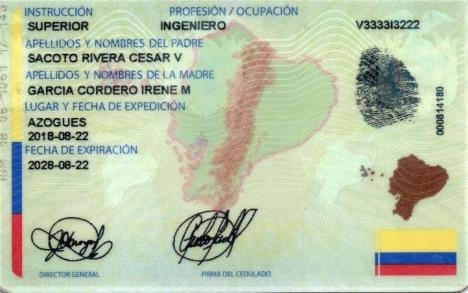 INSTRUCCIÓN PROFESIÓN / OCUPACIÓN
SUPERIOR INGENIERO V3333I3222
APELLIDOS Y NOMBRES DEL PADRE
SACOTO RIVERA CESAR V
APELLIDOS Y NOMBRES DE LA MADRE
GARCIA CORDERO IRENE M
LUGAR Y FECHA DE EXPEDICIÓN
AZOGUES
2018-08-22
FECHA DE EXPIRACIÓN
2028-08-22
000814180
DIRECTOR GENERAL
FIRMA DEL CEDULADO